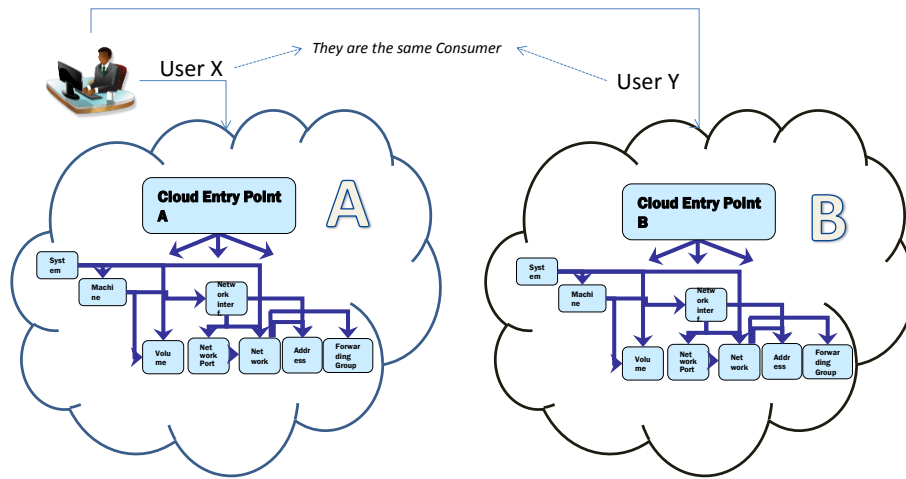 They are the same Consumer
User X
User Y
Cloud Entry Point
A
A
Syst
em
Machi
ne
Netw
ork
interf
.
Volu
me
Net
work Port
Net
work
Addr
ess
Forwar
ding Group
Cloud Entry Point
B
B
Syst
em
Machi
ne
Netw
ork
interf
.
Volu
me
Net
work Port
Net
work
Addr
ess
Forwar
ding Group